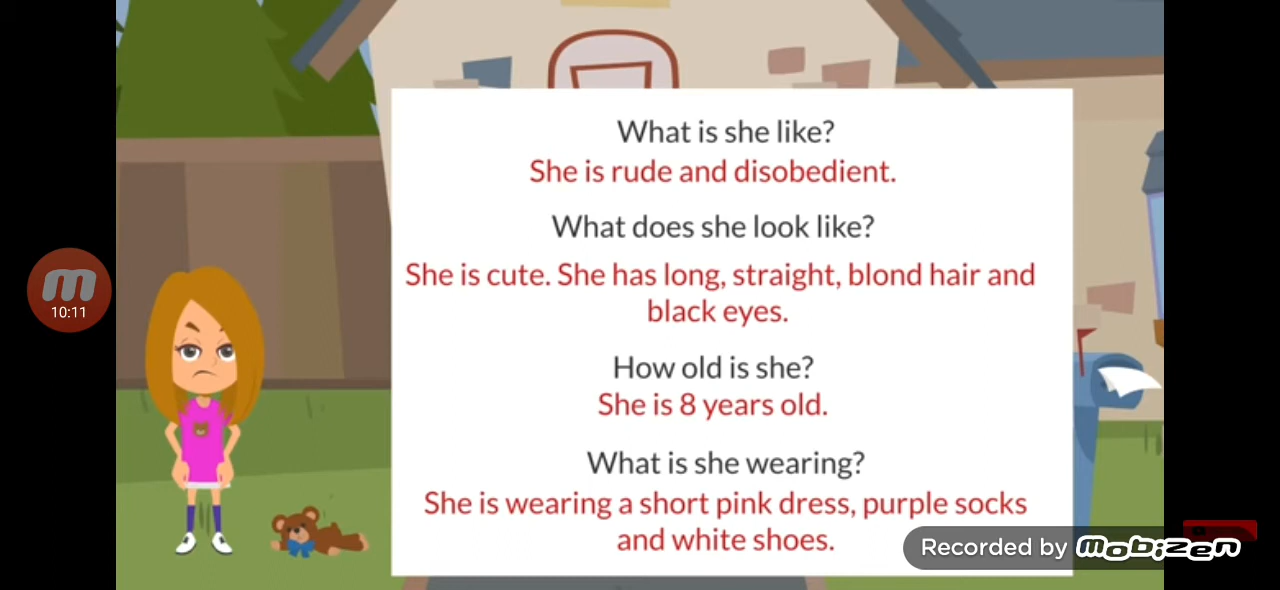 What is she like?
She is rude and disobedient.
What does she look like?
She is cute. She has long, straight, blond hair and
black eyes.
How old is she?
She is 8 years old.
What is she wearing?
She is wearing a short pink dress, purple socks
and white shoes.
10:11
Recorded by mobizen